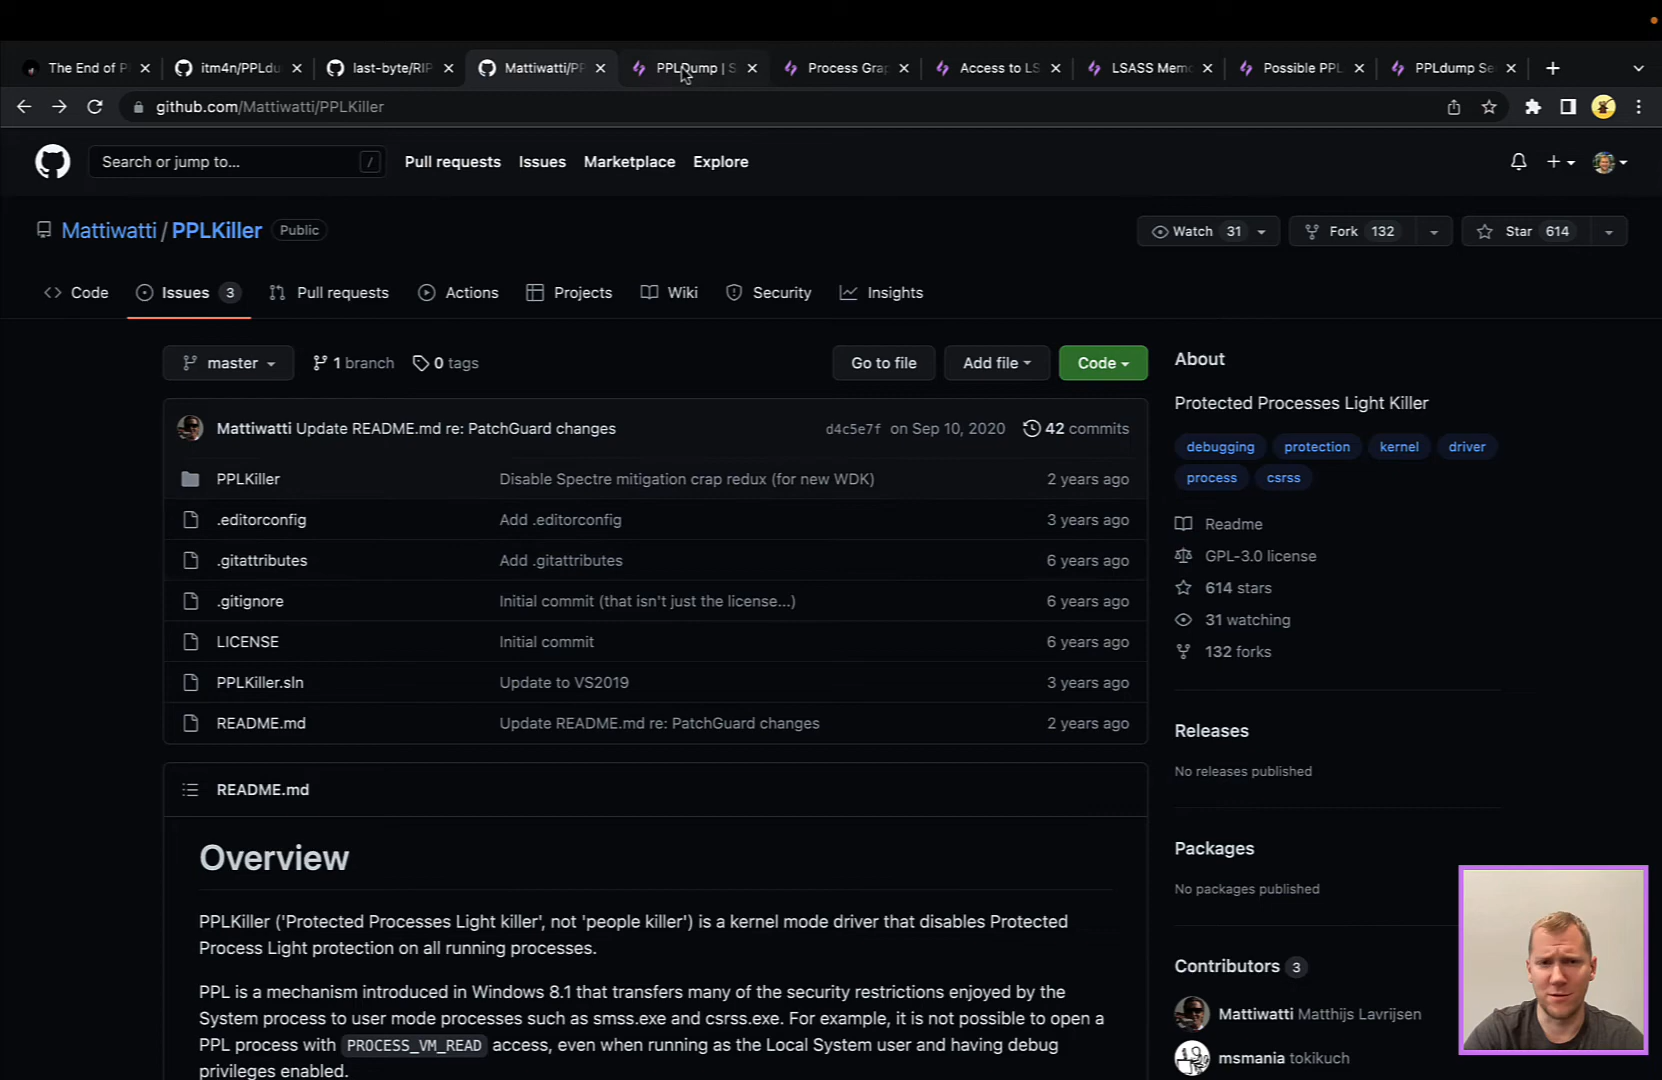 The End of P
itm4n/PPLdu
last-byte/RIP
Mattiwatti/PP
PPLDump | S
Process Grap
Access to LS
LSASS Memo
Possible PPL
PPLdump Se
github.com/Mattiwatti/PPLKiller
Search or jump to... /
Pull requests
Issues
Marketplace
Explore
Mattiwatti / PPLKiller
Public
Watch 31
Fork 132
Star 614
Code
Issues 3
Pull requests
Actions
Projects
Wiki
Security
Insights
master
1 branch
0 tags
Go to file
Add file
Code
Mattiwatti Update README.md re: PatchGuard changes
d4c5e7f on Sep 10, 2020
42 commits
PPLKiller
Disable Spectre mitigation crap redux (for new WDK)
2 years ago
.editorconfig
Add .editorconfig
3 years ago
.gitattributes
Add .gitattributes
6 years ago
.gitignore
Initial commit (that isn't just the license...)
6 years ago
LICENSE
Initial commit
6 years ago
PPLKiller.sln
Update to VS2019
3 years ago
README.md
Update README.md re: PatchGuard changes
2 years ago
README.md
Overview
PPLKiller ('Protected Processes Light killer', not 'people killer') is a kernel mode driver that disables Protected
Process Light protection on all running processes.
PPL is a mechanism introduced in Windows 8.1 that transfers many of the security restrictions enjoyed by the
System process to user mode processes such as smss.exe and csrss.exe. For example, it is not possible to open a
PPL process with PROCESS_VM_READ access, even when running as the Local System user and having debug
privileges enabled.
About
Protected Processes Light Killer
debugging
protection
kernel
driver
process
csrss
Readme
GPL-3.0 license
614 stars
31 watching
132 forks
Releases
No releases published
Packages
No packages published
Contributors 3
Mattiwatti Matthijs Lavrijsen
msmania tokikuch